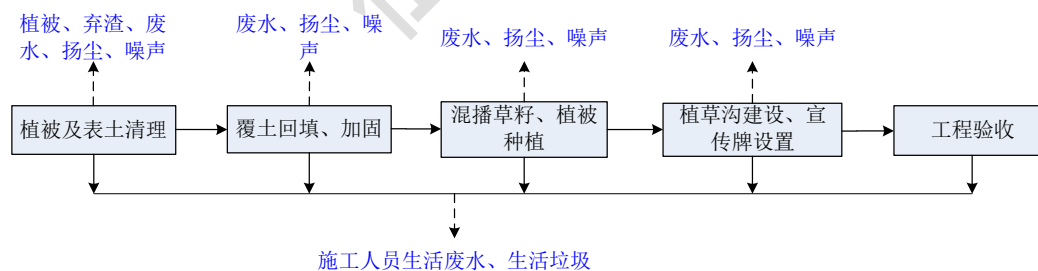 植被、弃渣、废
水、扬尘、噪声
废水、扬尘、噪
声
废水、扬尘、噪声
废水、扬尘、噪声
植被及表土清理
覆土回填、加固
混播草籽、植被
种植
植草沟建设、宣
传牌设置
工程验收
施工人员生活废水、生活垃圾